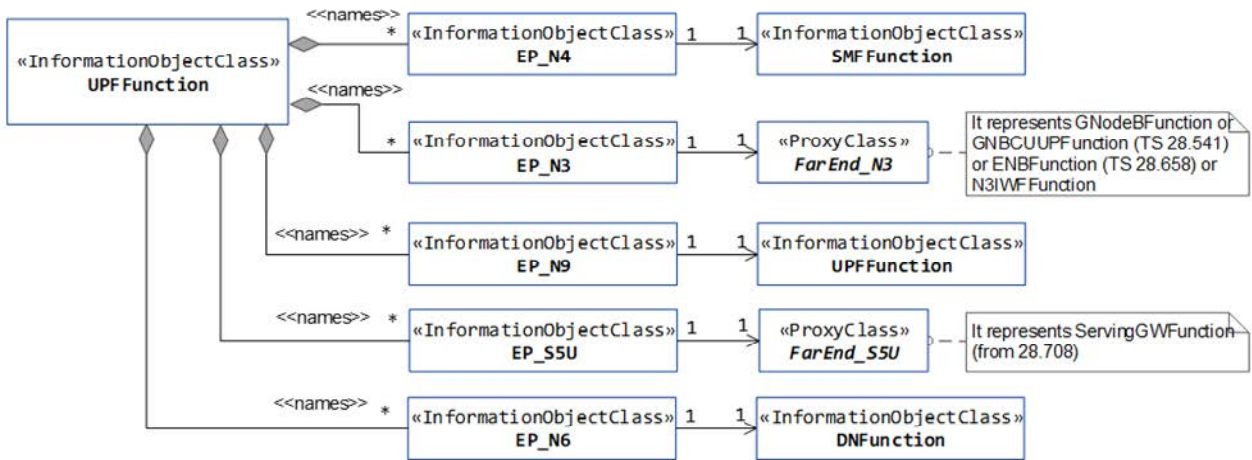 «InformationObjectClass»
UPFFunction
<<names>>
*
«InformationObjectClass»
EP_N4
1
1
«InformationObjectClass»
SMFFunction
<<names>>
*
«InformationObjectClass»
EP_N3
1
1
«ProxyClass»
FarEnd_N3
It represents GNodeBFunction or
GNBCUUPFunction (TS 28.541)
or ENBFunction (TS 28.658) or
N3IWFFunction
<<names>>
*
«InformationObjectClass»
EP_N9
1
1
«InformationObjectClass»
UPFFunction
<<names>>
*
«InformationObjectClass»
EP_S5U
1
1
«ProxyClass»
FarEnd_S5U
It represents ServingGWFunction
(from 28.708)
<<names>>
*
«InformationObjectClass»
EP_N6
1
1
«InformationObjectClass»
DNFunction